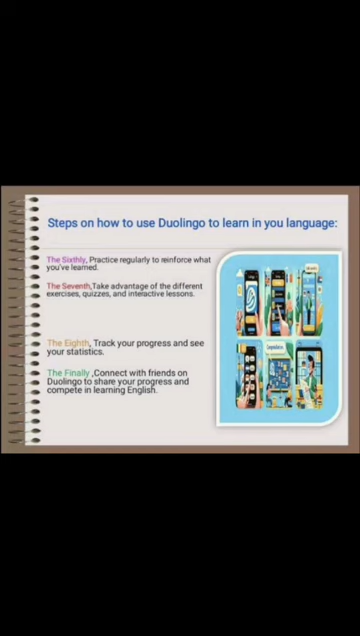 Steps on how to use Duolingo to learn in you language:
The Sixthly, Practice regularly to reinforce what
you've learned.
The Seventh,Take advantage of the different
exercises, quizzes, and interactive lessons.
The Eighth, Track your progress and see
your statistics.
The Finally ,Connect with friends on
Duolingo to share your progress and
compete in learning English.